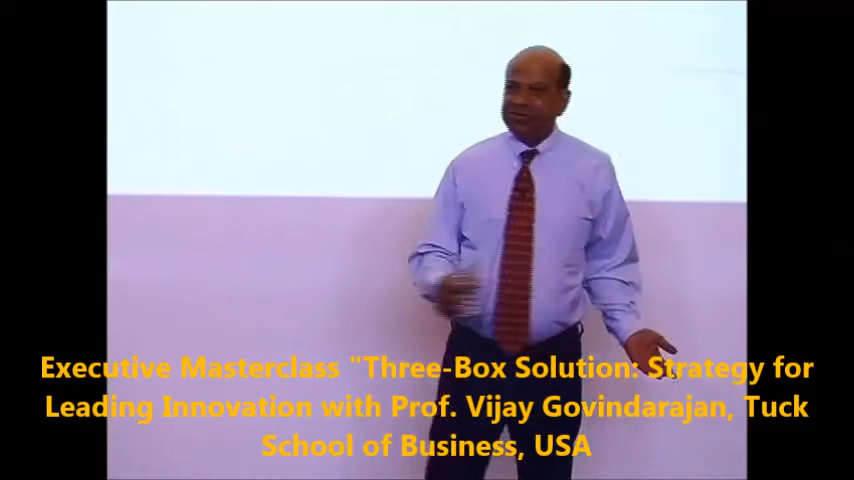 Executive Masterclass "Three-Box Solution: Strategy for
Leading Innovation with Prof. Vijay Govindarajan, Tuck
School of Business, USA